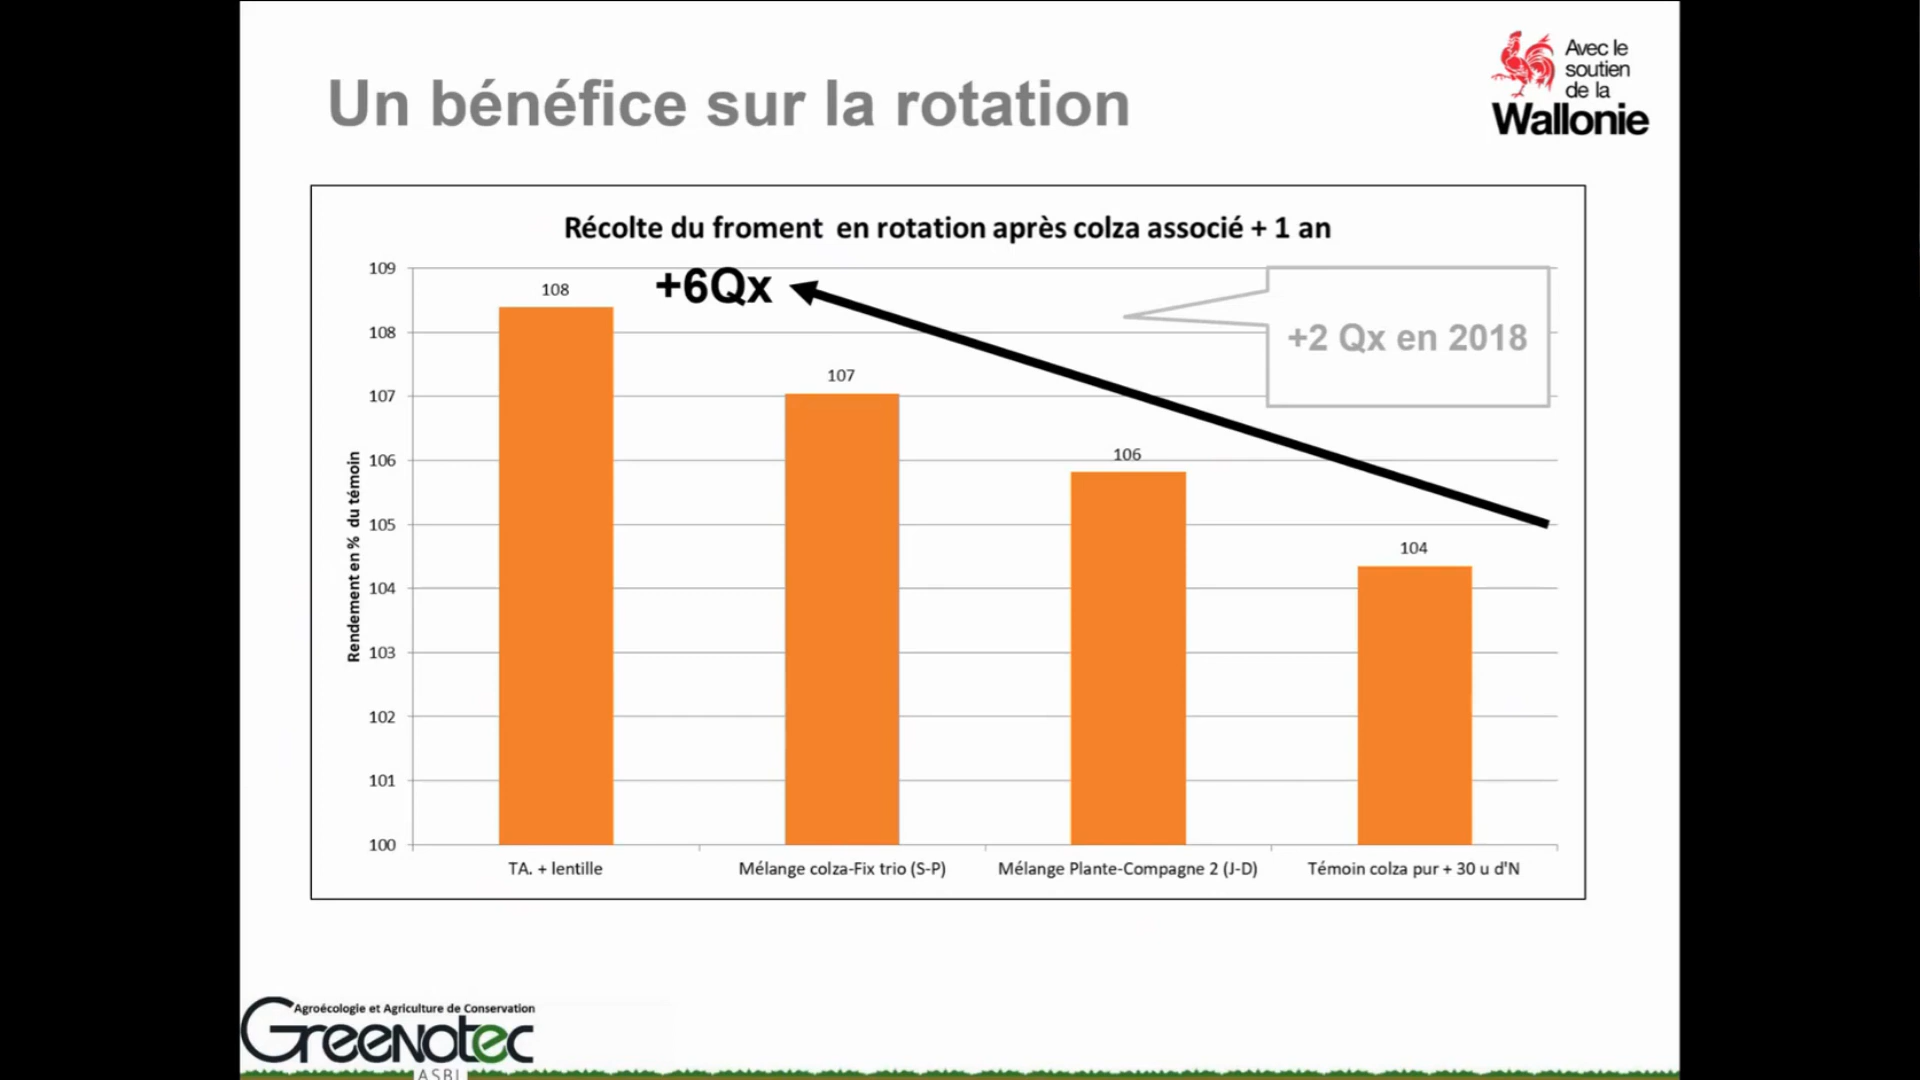 Un bénéfice sur la rotation
Avec le
soutien
de la
Wallonie
Récolte du froment en rotation après colza associé + 1 an
+6Qx
+2 Qx en 2018
Rendement en % du témoin
109
108
107
106
105
104
103
102
101
100
108
107
106
104
TA. + lentille
Mélange colza-Fix trio (S-P)
Mélange Plante-Compagne 2 (J-D)
Témoin colza pur + 30 u d'N
Agroécologie et Agriculture de Conservation
Greenotec
ASBL